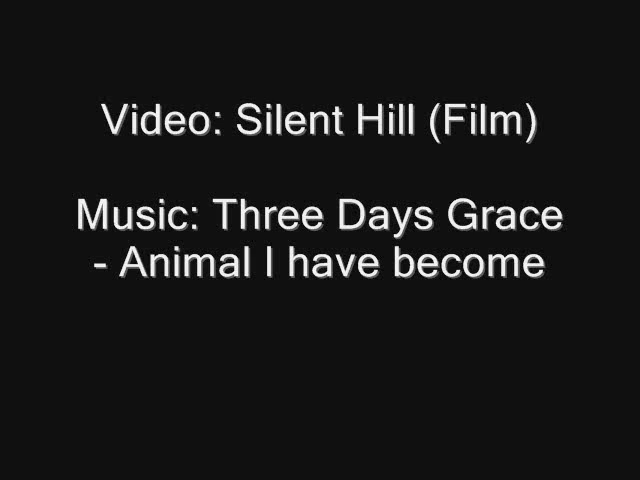 Video: Silent Hill (Film)
Music: Three Days Grace
- Animal I have become